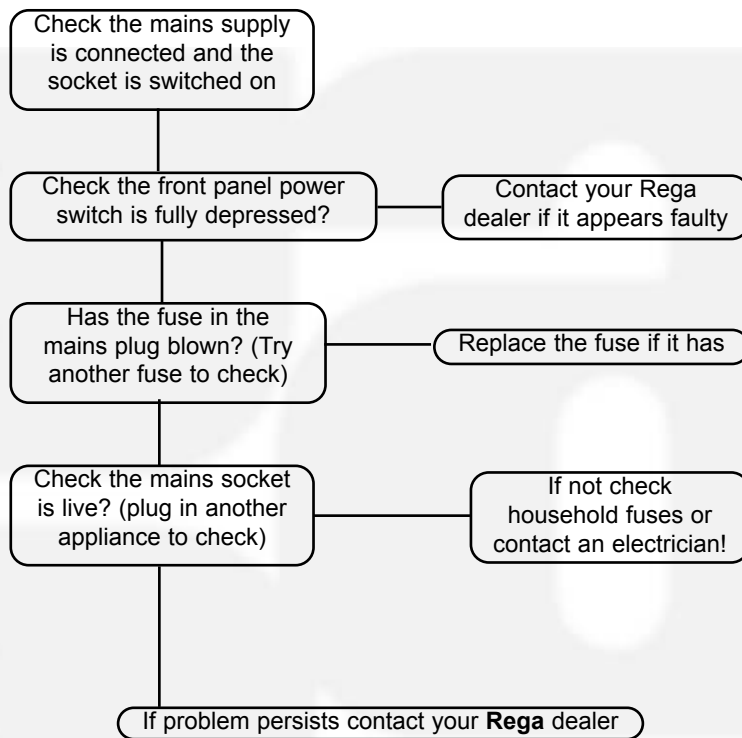 Check the mains supply
is connected and the
socket is switched on
Check the front panel power
switch is fully depressed?
Contact your Rega
dealer if it appears faulty
Has the fuse in the
mains plug blown? (Try
another fuse to check)
Replace the fuse if it has
Check the mains socket
is live? (plug in another
appliance to check)
If not check
household fuses or
contact an electrician!
If problem persists contact your Rega dealer